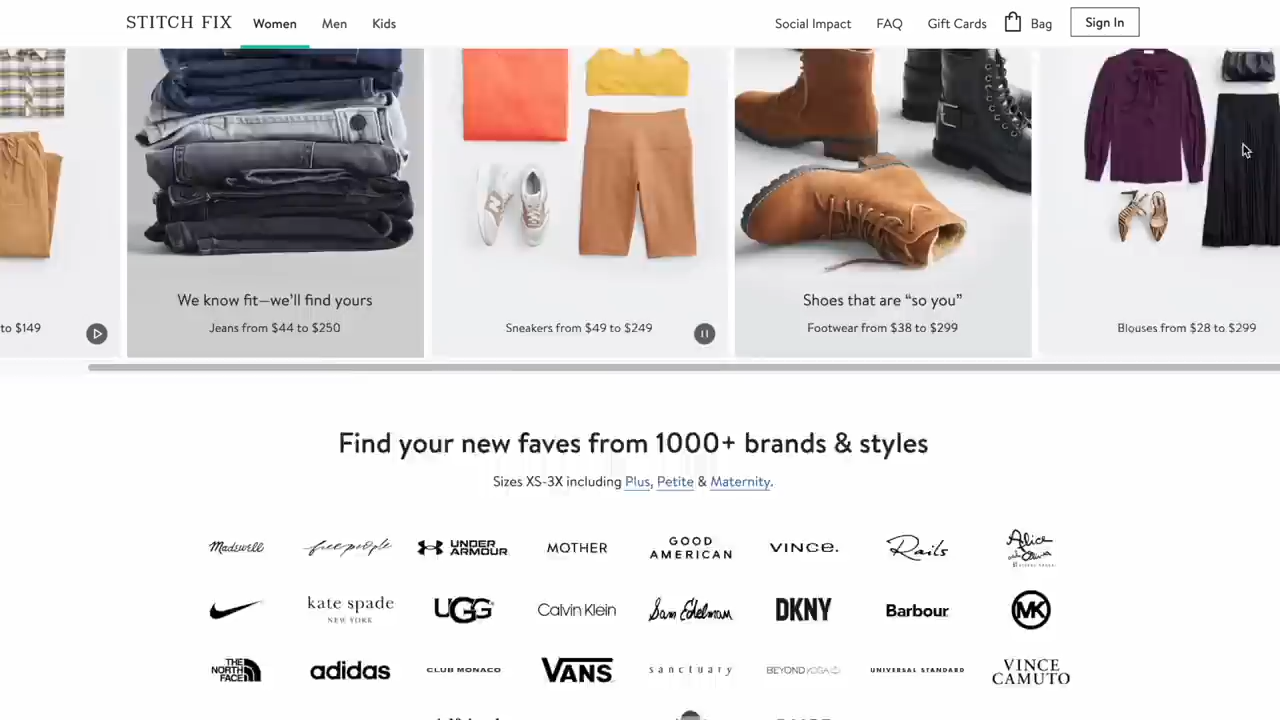 STITCH FIX Women Men Kids Social Impact FAQ Gift Cards Bag Sign In
We know fit—we’ll find yours
Shoes that are “so you”
to $149
Jeans from $44 to $250
Sneakers from $49 to $249
Footwear from $38 to $299
Blouses from $28 to $299
Find your new faves from 1000+ brands & styles
Sizes XS-3X including Plus, Petite & Maternity.
Madewell free people UNDER ARMOUR MOTHER GOOD AMERICAN VINCE. Rails Alice and Olivia
kate spade NEW YORK UGG Calvin Klein Sam Edelman DKNY Barbour MK
THE NORTH FACE adidas CLUB MONACO VANS sanctuary BEYOND YOGA UNIVERSAL STANDARD VINCE CAMUTO